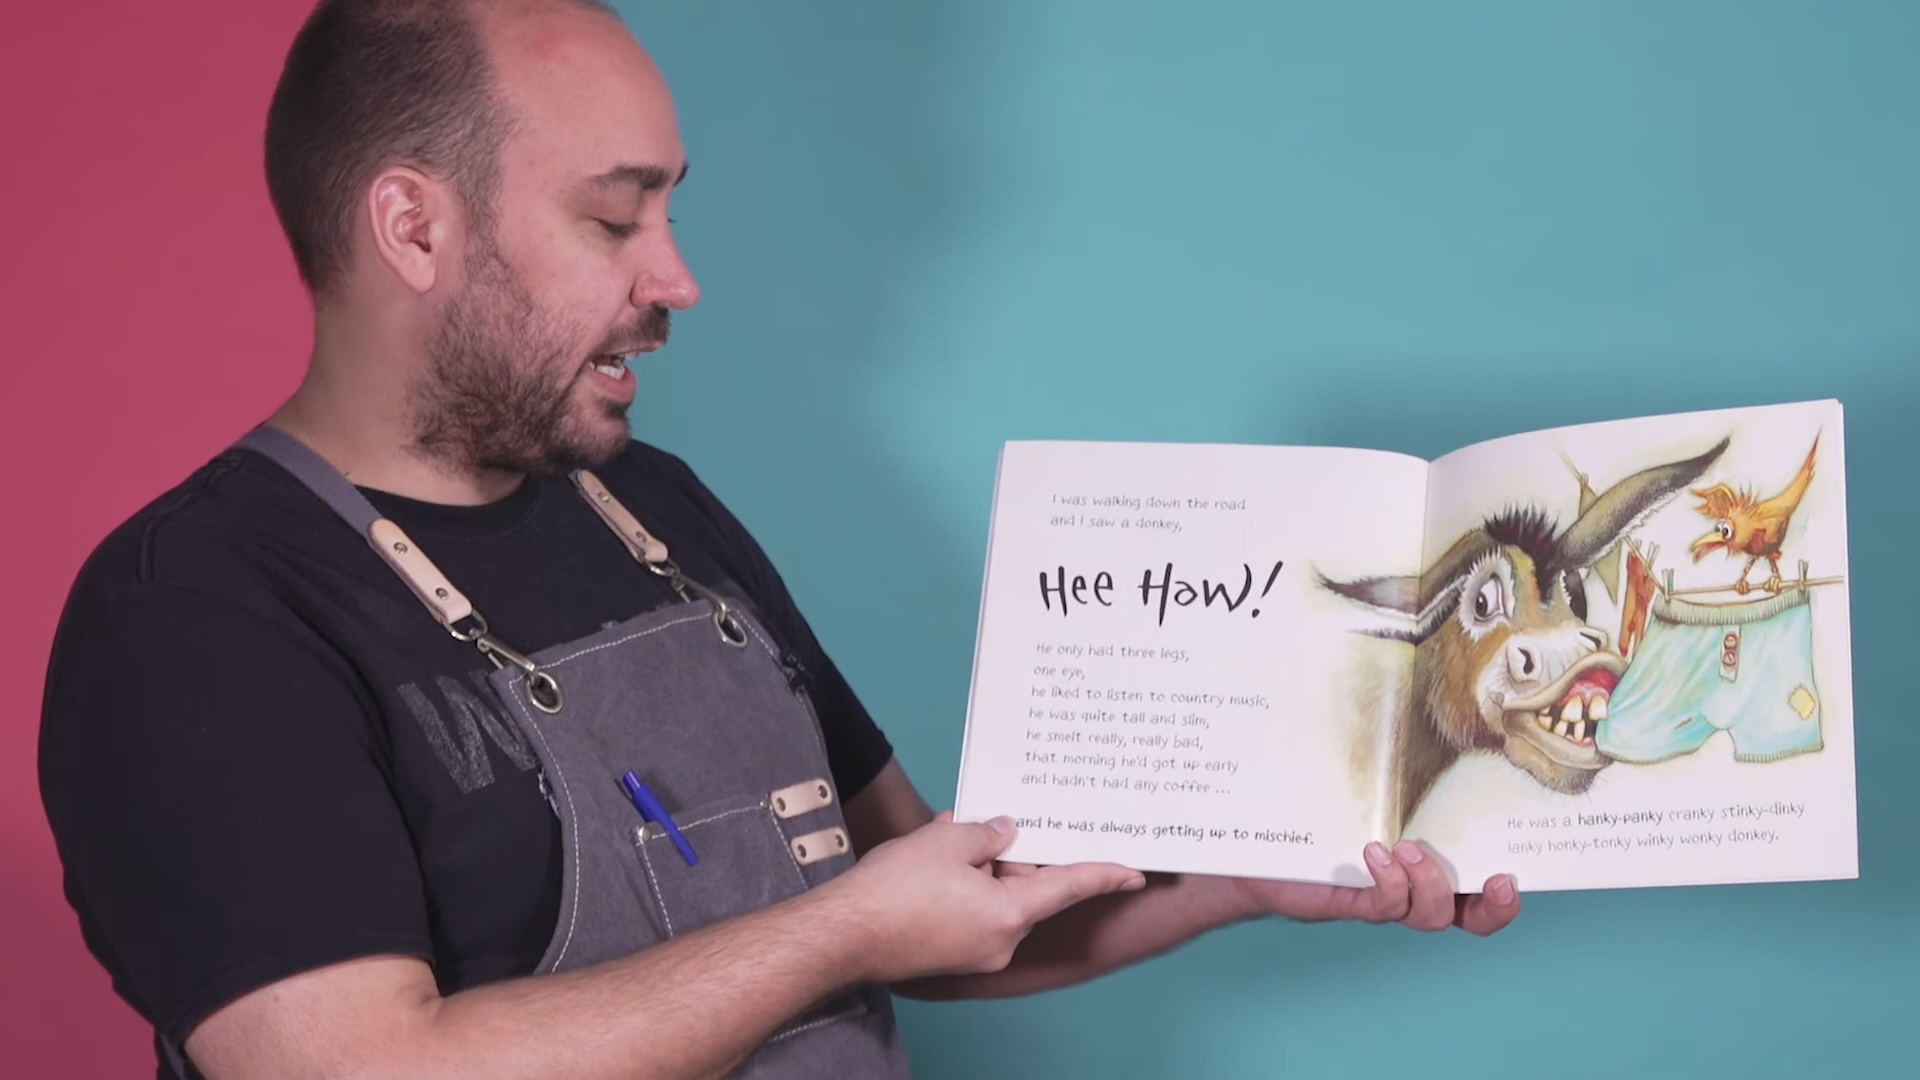 I was walking down the road
and I saw a donkey,
Hee Haw!
He only had three legs,
one eye,
he liked to listen to country music,
he was quite tall and slim,
he smelt really, really bad,
that morning he'd got up early
and hadn't had any coffee ...
and he was always getting up to mischief.
He was a hanky-panky cranky stinky-dinky
lanky honky-tonky winky wonky donkey.
W